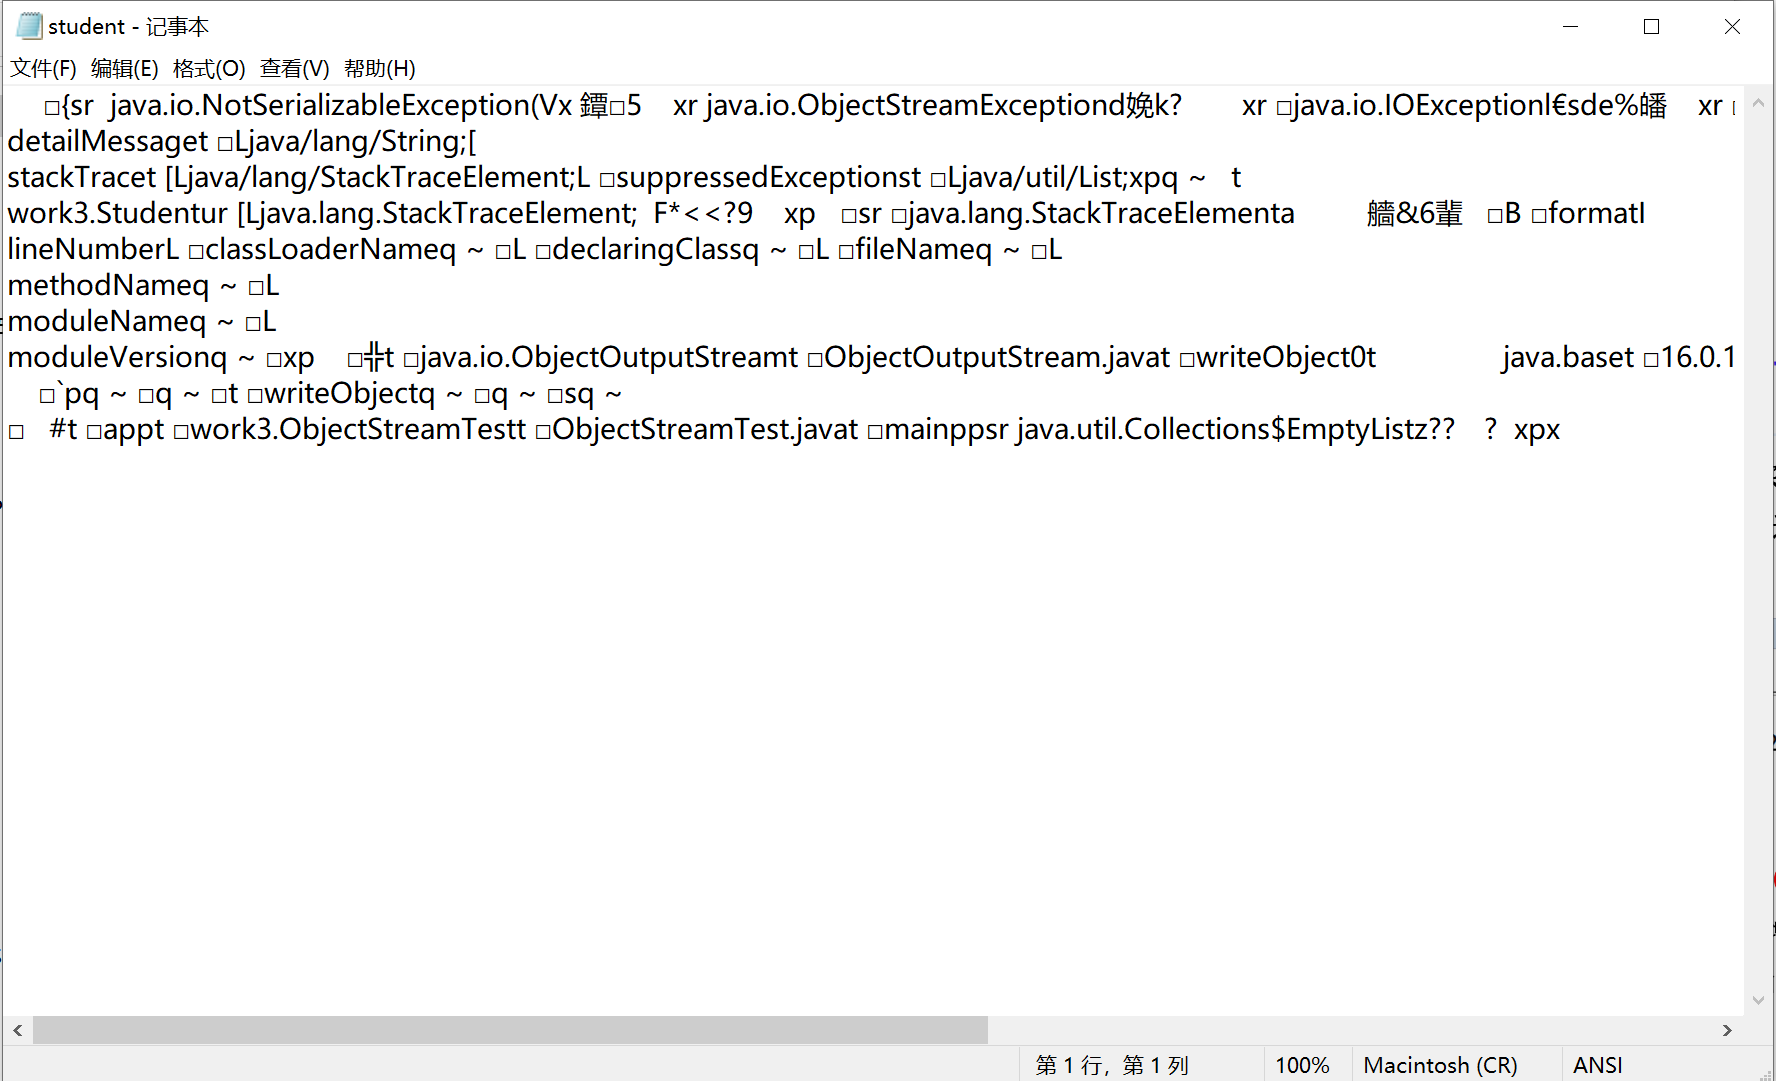 student - 记事本
文件(F) 编辑(E) 格式(O) 查看(V) 帮助(H)
□{sr java.io.NotSerializableException(Vx 鐔□5 xr java.io.ObjectStreamExceptiond娩k? xr □java.io.IOExceptionl€sde%皤 xr
detailMessaget □Ljava/lang/String;[
stackTracet [Ljava/lang/StackTraceElement;L □suppressedExceptionst □Ljava/util/List;xpq ~ t
work3.Studentur [Ljava.lang.StackTraceElement; F*<<?9 xp □sr □java.lang.StackTraceElementa &6輩 □B □formatI
lineNumberL □classLoaderNameq ~ □L □declaringClassq ~ □L □fileNameq ~ □L
methodNameq ~ □L
moduleNameq ~ □L
moduleVersionq ~ □xp □╬t □java.io.ObjectOutputStreamt □ObjectOutputStream.javat □writeObject0t java.baset □16.0.1
□`pq ~ □q ~ □t □writeObjectq ~ □q ~ □sq ~
□ #t □appt □work3.ObjectStreamTestt □ObjectStreamTest.javat □mainppsr java.util.Collections$EmptyListz?? ? xpx
第 1 行，第 1 列 100% Macintosh (CR) ANSI